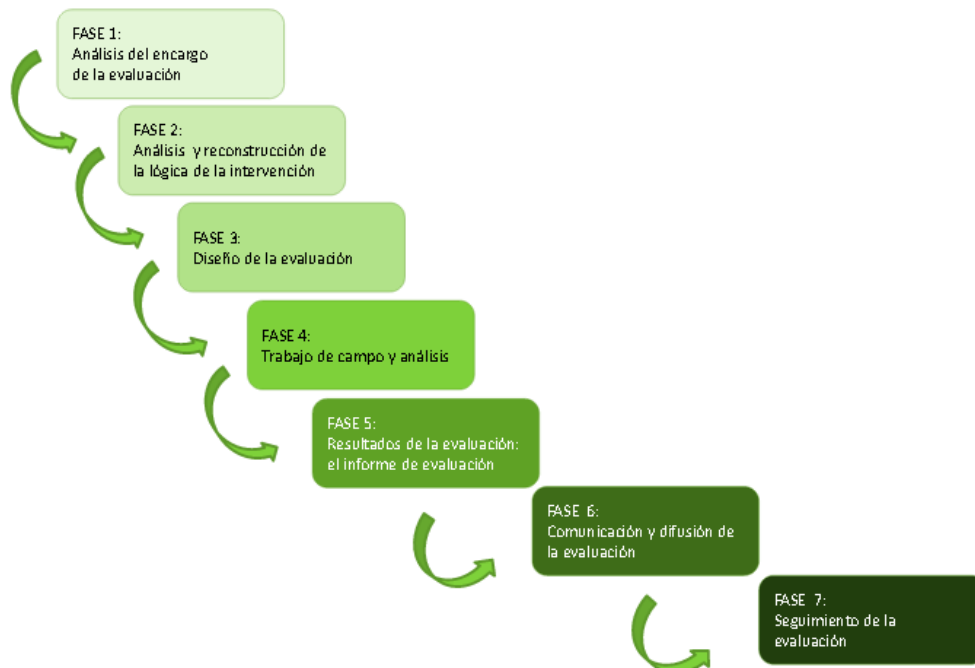 FASE 1:
Análisis del encargo
de la evaluación
FASE 2:
Análisis y reconstrucción de
la lógica de la intervención
FASE 3:
Diseño de la evaluación
FASE 4:
Trabajo de campo y análisis
FASE 5:
Resultados de la evaluación:
el informe de evaluación
FASE 6:
Comunicación y difusión de
la evaluación
FASE 7:
Seguimiento de la
evaluación